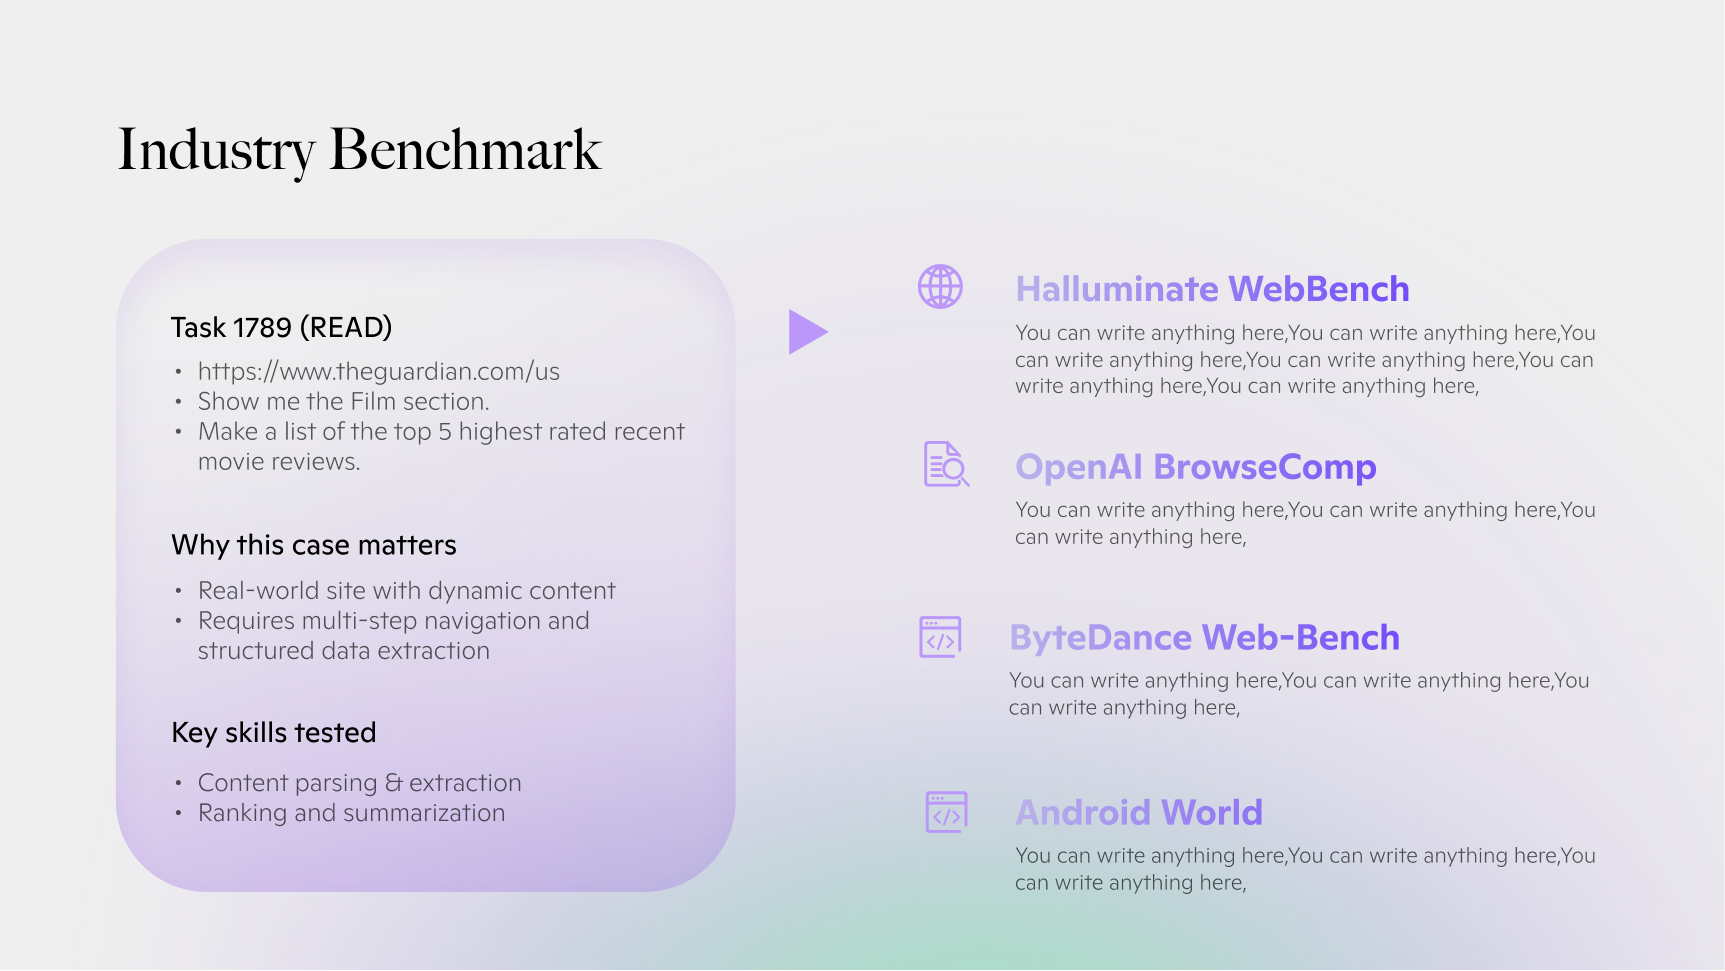 Industry Benchmark
Task 1789 (READ)
• https://www.theguardian.com/us
• Show me the Film section.
• Make a list of the top 5 highest rated recent
movie reviews.
Why this case matters
• Real-world site with dynamic content
• Requires multi-step navigation and
structured data extraction
Key skills tested
• Content parsing & extraction
• Ranking and summarization
Halluminate WebBench
You can write anything here,You can write anything here,You
can write anything here,You can write anything here,You can
write anything here,You can write anything here,
OpenAI BrowseComp
You can write anything here,You can write anything here,You
can write anything here,
ByteDance Web-Bench
You can write anything here,You can write anything here,You
can write anything here,
Android World
You can write anything here,You can write anything here,You
can write anything here,